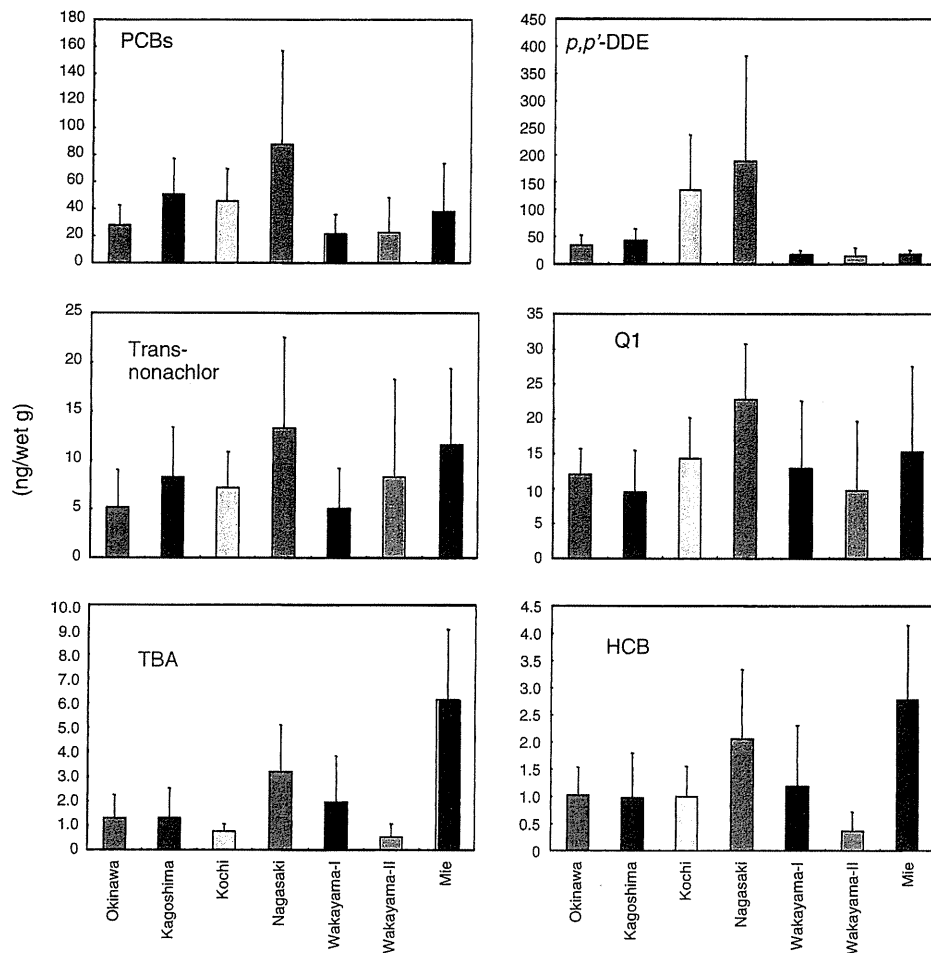 (ng/wet g)
PCBs
180
160
140
120
100
80
60
40
20
0
p,p'-DDE
450
400
350
300
250
200
150
100
50
0
Trans-
nonachlor
25
20
15
10
5
0
Q1
35
30
25
20
15
10
5
0
TBA
10.0
9.0
8.0
7.0
6.0
5.0
4.0
3.0
2.0
1.0
0
Okinawa
Kagoshima
Kochi
Nagasaki
Wakayama-I
Wakayama-II
Mie
HCB
4.5
4.0
3.5
3.0
2.5
2.0
1.5
1.0
0.5
0
Okinawa
Kagoshima
Kochi
Nagasaki
Wakayama-I
Wakayama-II
Mie